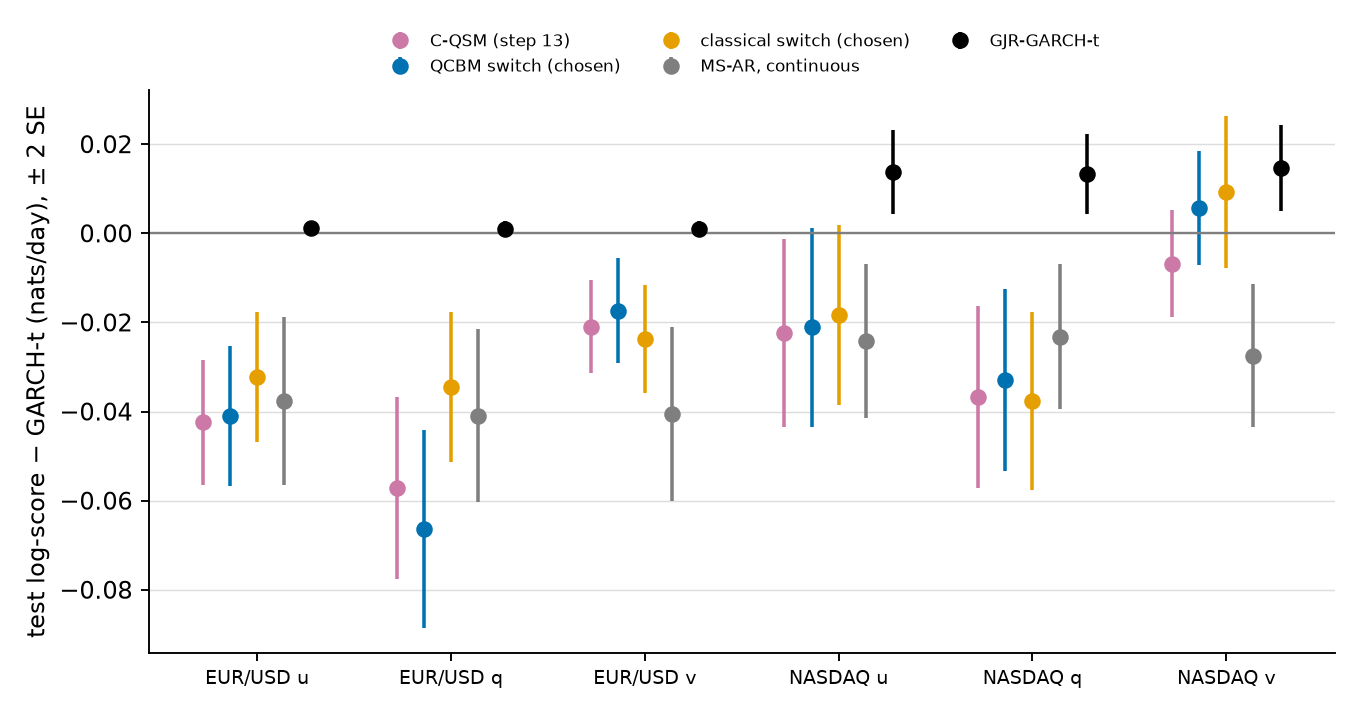 C-QSM (step 13)
QCBM switch (chosen)
classical switch (chosen)
MS-AR, continuous
GJR-GARCH-t
test log-score − GARCH-t (nats/day), ± 2 SE
0.02
0.00
−0.02
−0.04
−0.06
−0.08
EUR/USD u
EUR/USD q
EUR/USD v
NASDAQ u
NASDAQ q
NASDAQ v